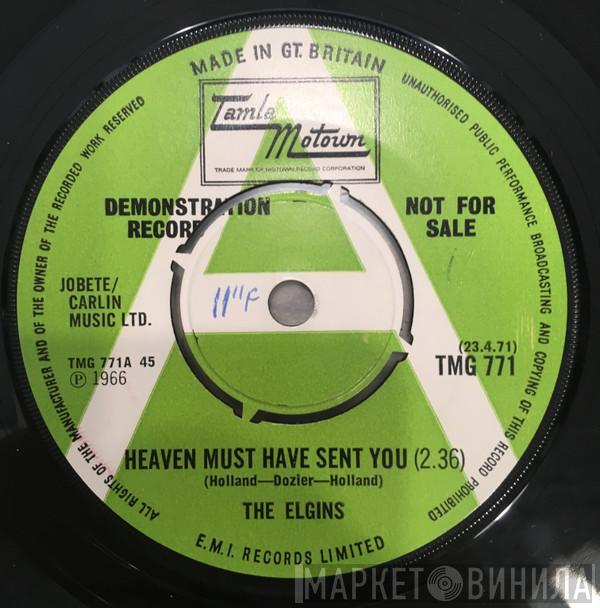 MADE IN GT. BRITAIN
UNAUTHORISED PUBLIC PERFORMANCE BROADCASTING AND COPYING OF THIS RECORD PROHIBITED
ALL RIGHTS OF THE MANUFACTURER AND OF THE OWNER OF THE RECORDED WORK RESERVED
Tamla
Motown
TRADE MARK OF MOTOWN RECORD CORPORATION
DEMONSTRATION
RECORD
NOT FOR
SALE
JOBETE/
CARLIN
MUSIC LTD.
11"F
TMG 771A 45
Ⓟ 1966
(23.4.71)
TMG 771
HEAVEN MUST HAVE SENT YOU (2.36)
(Holland—Dozier—Holland)
THE ELGINS
E.M.I. RECORDS LIMITED
МАРКЕТ ВИНИЛА